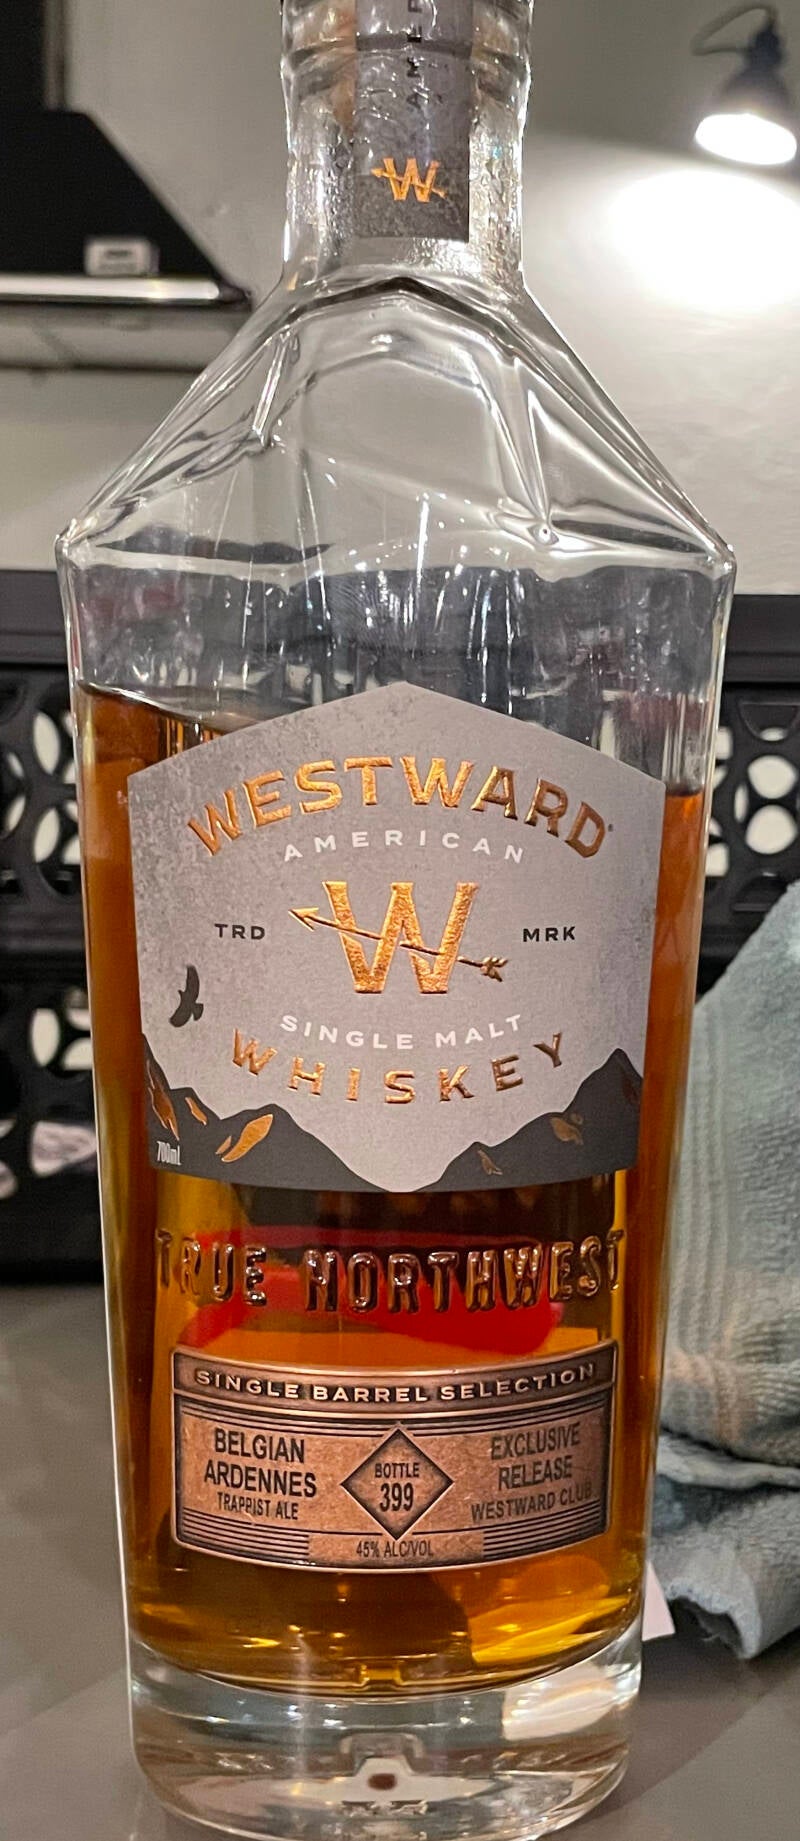 AMER
W
WESTWARD
AMERICAN
TRD W MRK
SINGLE MALT
WHISKEY
700mL
TRUE NORTHWEST
SINGLE BARREL SELECTION
BELGIAN
ARDENNES
TRAPPIST ALE
BOTTLE
399
EXCLUSIVE
RELEASE
WESTWARD CLUB
45% ALC/VOL